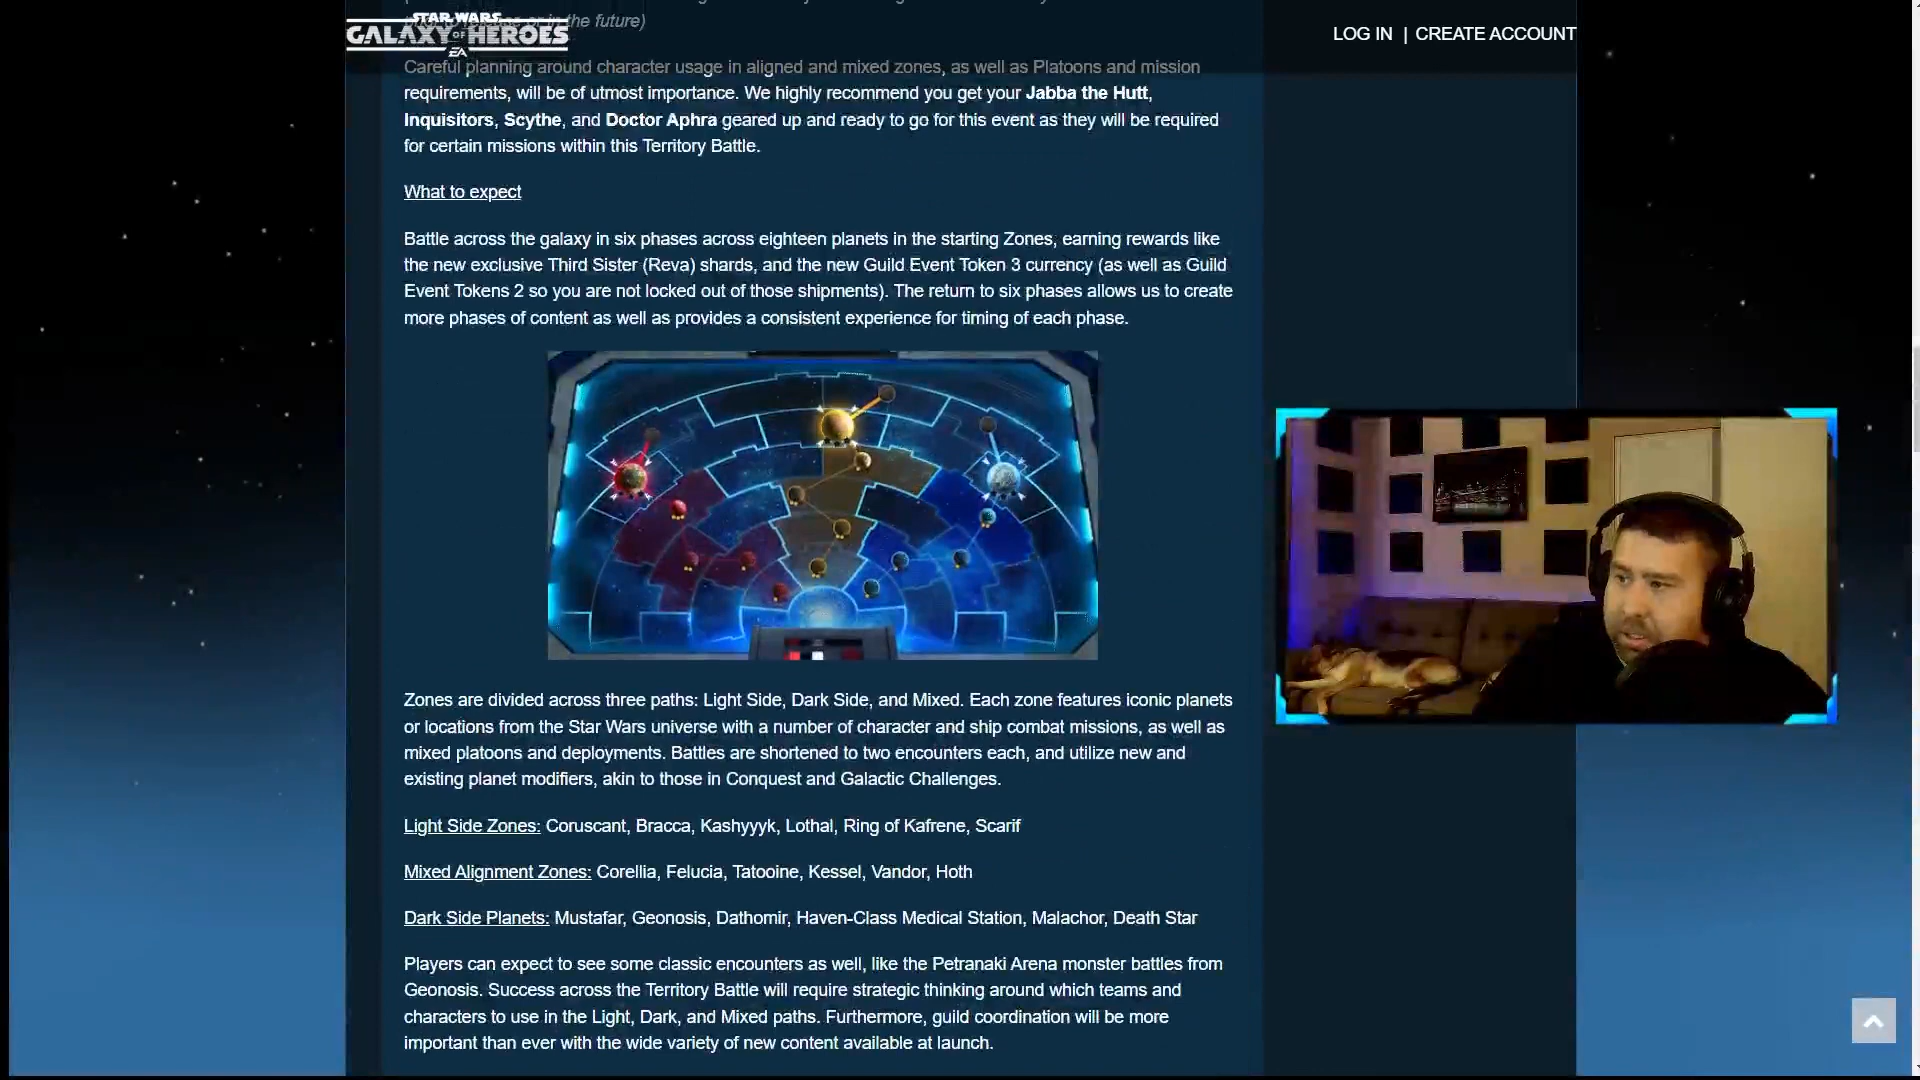 the future)
STAR WARS
GALAXY OF HEROES
EA
LOG IN | CREATE ACCOUNT
Careful planning around character usage in aligned and mixed zones, as well as Platoons and mission
requirements, will be of utmost importance. We highly recommend you get your Jabba the Hutt,
Inquisitors, Scythe, and Doctor Aphra geared up and ready to go for this event as they will be required
for certain missions within this Territory Battle.
What to expect
Battle across the galaxy in six phases across eighteen planets in the starting Zones, earning rewards like
the new exclusive Third Sister (Reva) shards, and the new Guild Event Token 3 currency (as well as Guild
Event Tokens 2 so you are not locked out of those shipments). The return to six phases allows us to create
more phases of content as well as provides a consistent experience for timing of each phase.
Zones are divided across three paths: Light Side, Dark Side, and Mixed. Each zone features iconic planets
or locations from the Star Wars universe with a number of character and ship combat missions, as well as
mixed platoons and deployments. Battles are shortened to two encounters each, and utilize new and
existing planet modifiers, akin to those in Conquest and Galactic Challenges.
Light Side Zones: Coruscant, Bracca, Kashyyyk, Lothal, Ring of Kafrene, Scarif
Mixed Alignment Zones: Corellia, Felucia, Tatooine, Kessel, Vandor, Hoth
Dark Side Planets: Mustafar, Geonosis, Dathomir, Haven-Class Medical Station, Malachor, Death Star
Players can expect to see some classic encounters as well, like the Petranaki Arena monster battles from
Geonosis. Success across the Territory Battle will require strategic thinking around which teams and
characters to use in the Light, Dark, and Mixed paths. Furthermore, guild coordination will be more
important than ever with the wide variety of new content available at launch.